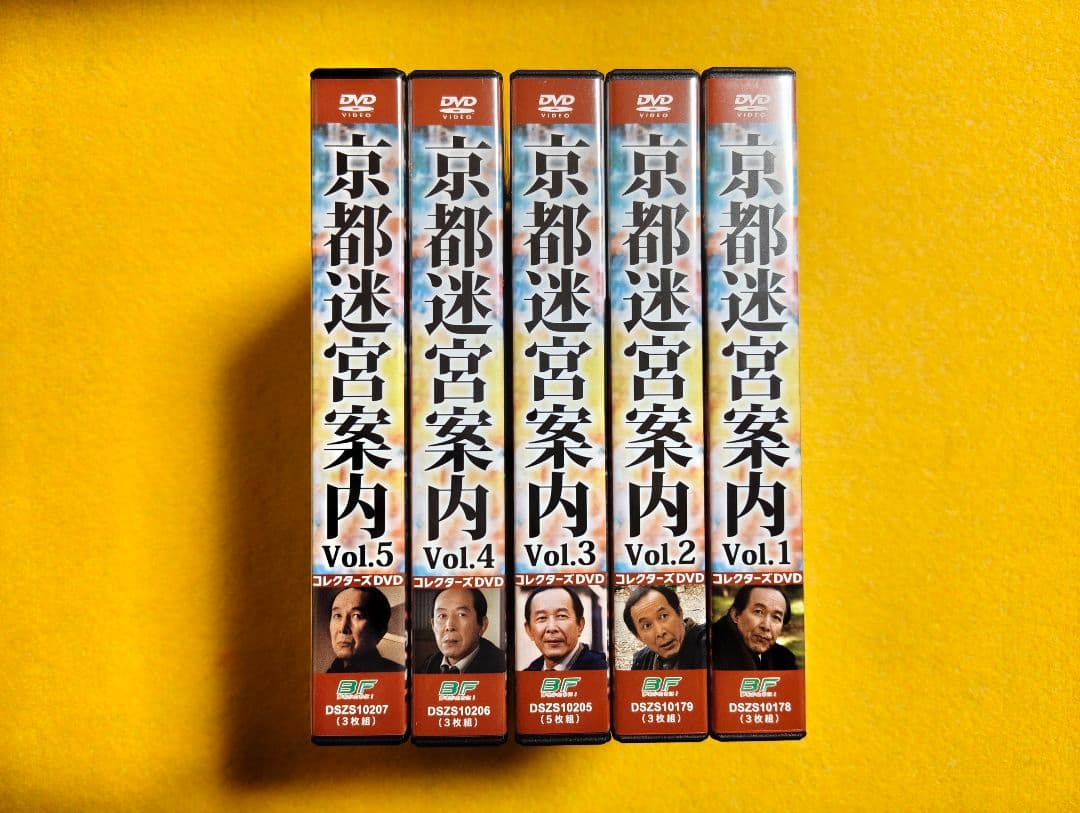 DVD
VIDEO
京都迷宮案内
Vol.5
コレクターズDVD
BF
DSZS10207
(3枚組)
DVD
VIDEO
京都迷宮案内
Vol.4
コレクターズDVD
BF
DSZS10206
(3枚組)
DVD
VIDEO
京都迷宮案内
Vol.3
コレクターズDVD
BF
DSZS10205
(5枚組)
DVD
VIDEO
京都迷宮案内
Vol.2
コレクターズDVD
BF
DSZS10179
(3枚組)
DVD
VIDEO
京都迷宮案内
Vol.1
コレクターズDVD
BF
DSZS10178
(3枚組)